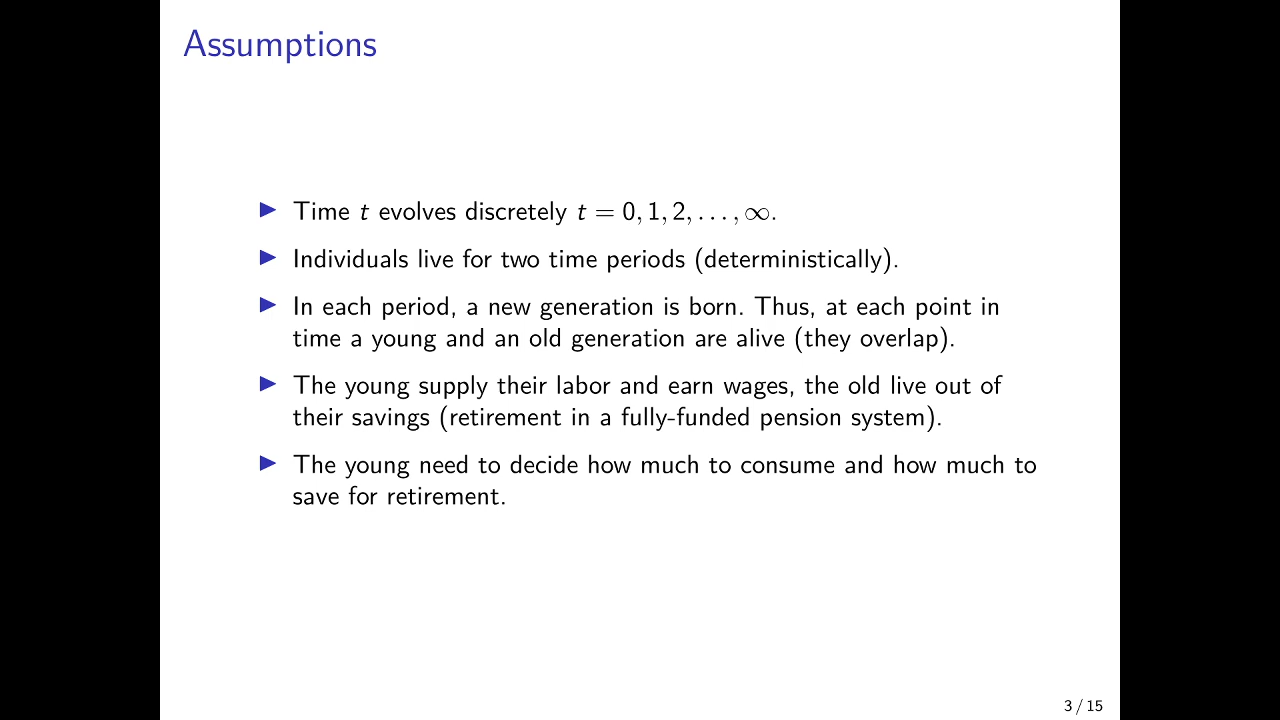 Assumptions
▶ Time t evolves discretely t = 0, 1, 2, . . . , ∞.
▶ Individuals live for two time periods (deterministically).
▶ In each period, a new generation is born. Thus, at each point in
time a young and an old generation are alive (they overlap).
▶ The young supply their labor and earn wages, the old live out of
their savings (retirement in a fully-funded pension system).
▶ The young need to decide how much to consume and how much to
save for retirement.
3 / 15